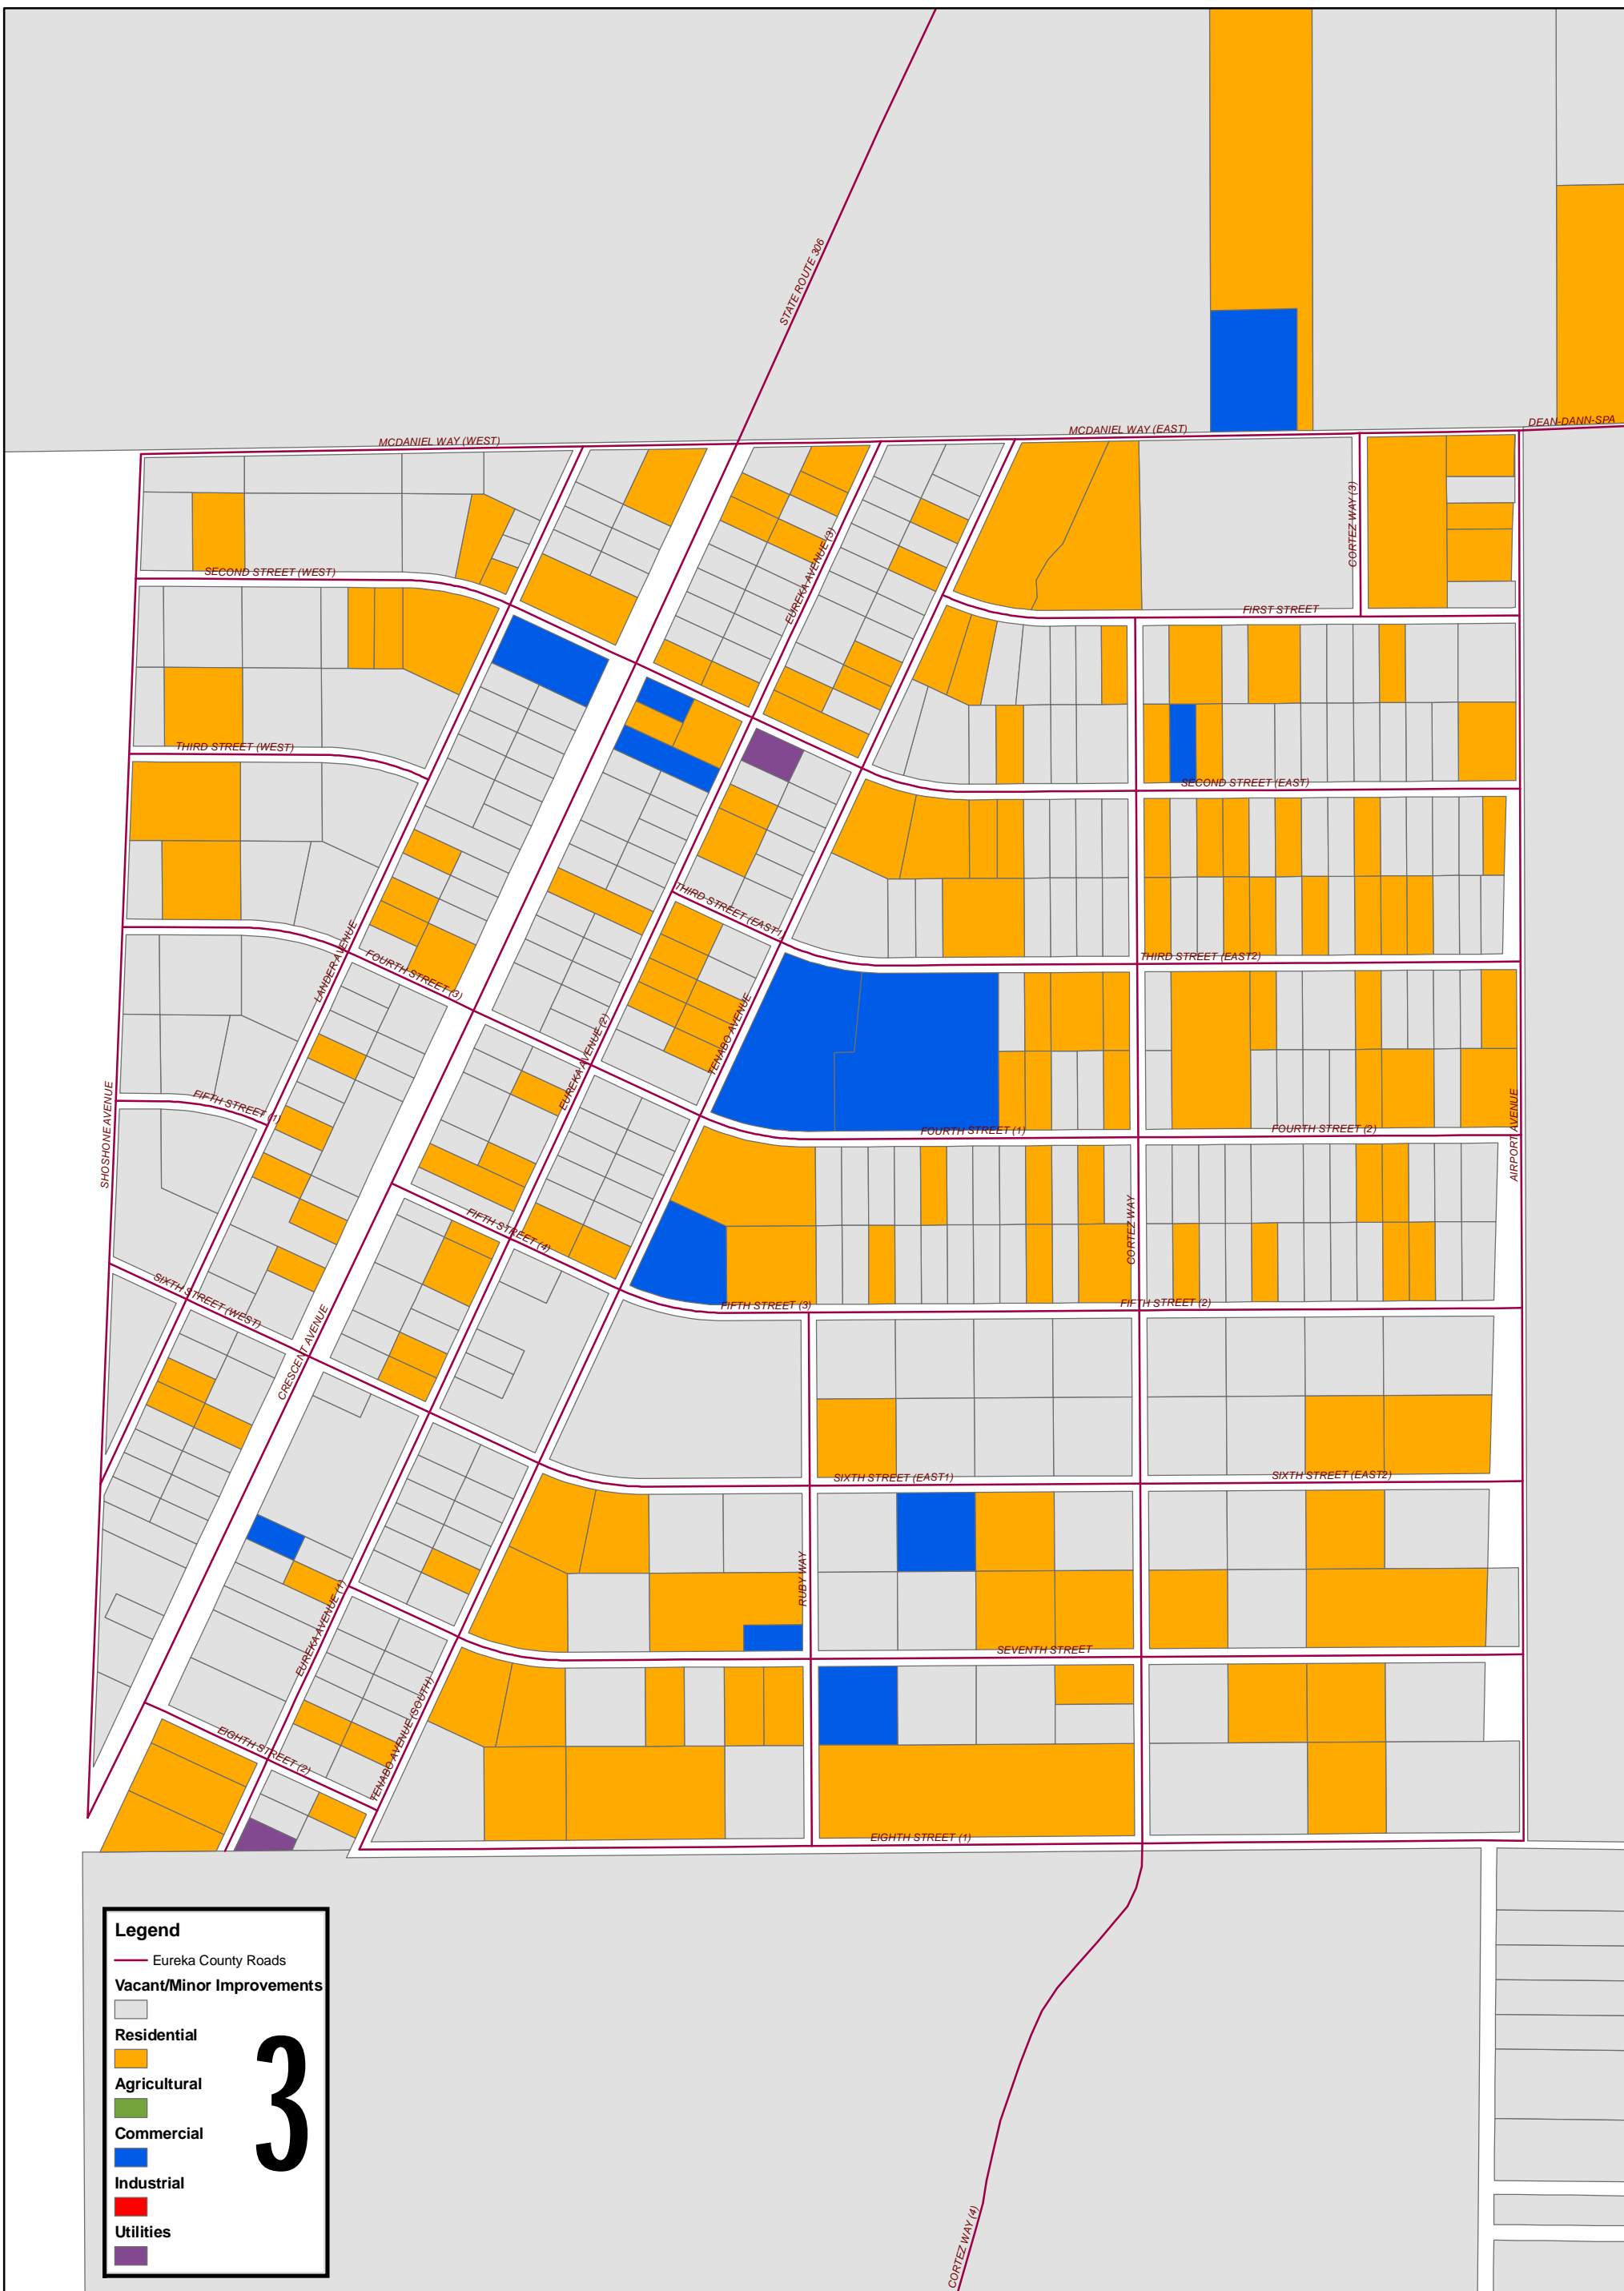 STATE ROUTE 306
DEAN-DANN-SPA
MCDANIEL WAY (EAST)
MCDANIEL WAY (WEST)
CORTEZ WAY (3)
EUREKA AVENUE (3)
SECOND STREET (WEST)
FIRST STREET
THIRD STREET (WEST)
SECOND STREET (EAST)
THIRD STREET (EAST1
LANDER AVENUE
FOURTH STREET (3)
THIRD STREET (EAST2)
TENABO AVENUE
EUREKA AVENUE (2)
SHOSHONE AVENUE
FIFTH STREET (1)
FOURTH STREET (1)
FOURTH STREET (2)
AIRPORT AVENUE
CORTEZ WAY
FIFTH STREET (4)
SIXTH STREET (WEST)
FIFTH STREET (3)
FIFTH STREET (2)
CRESCENT AVENUE
SIXTH STREET (EAST1)
SIXTH STREET (EAST2)
RUBY WAY
EUREKA AVENUE (1)
SEVENTH STREET
TENABO AVENUE (SOUTH)
EIGHTH STREET (2)
EIGHTH STREET (1)
CORTEZ WAY (4)
Legend
Eureka County Roads
Vacant/Minor Improvements
Residential
Agricultural
Commercial
Industrial
Utilities
3